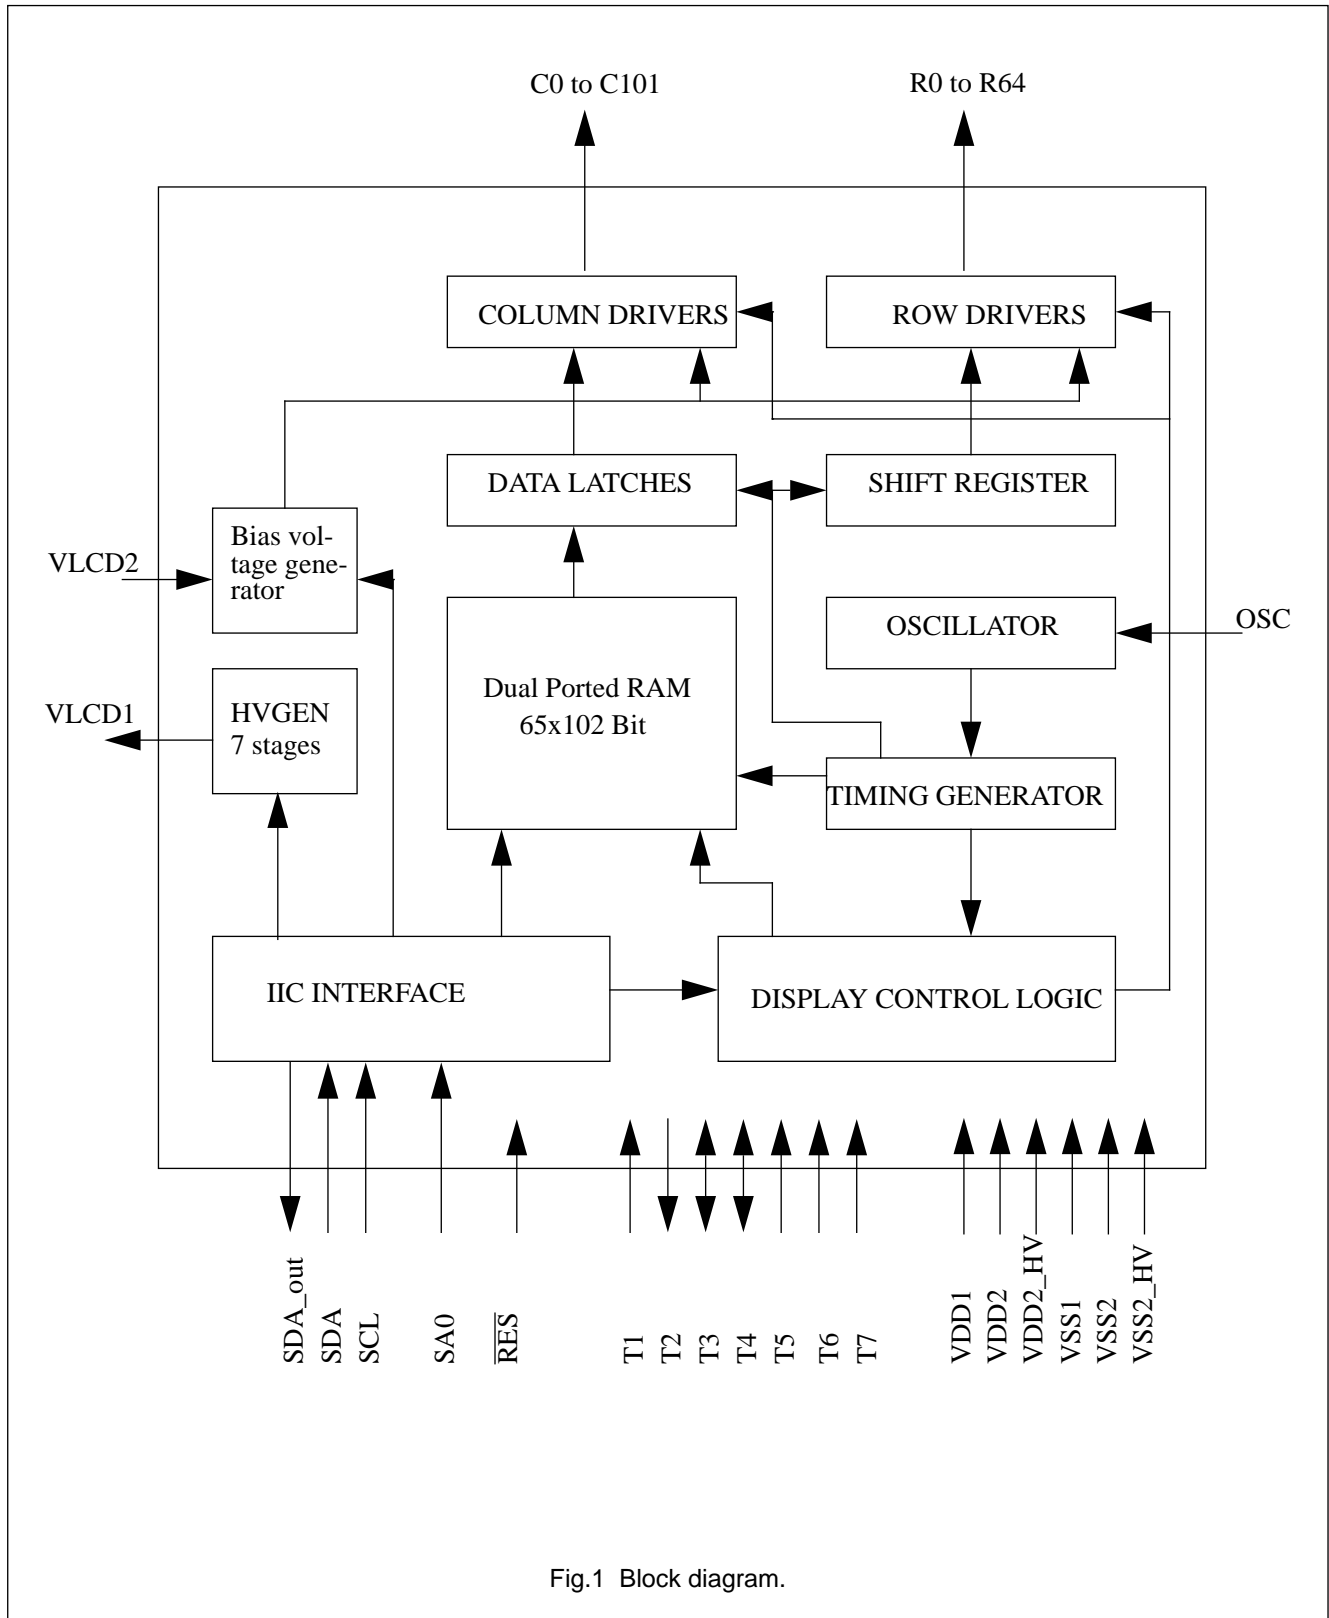 C0 to C101
R0 to R64
COLUMN DRIVERS
ROW DRIVERS
DATA LATCHES
SHIFT REGISTER
VLCD2
Bias vol-
tage gene-
rator
OSCILLATOR
OSC
VLCD1
HVGEN
7 stages
Dual Ported RAM
65x102 Bit
TIMING GENERATOR
IIC INTERFACE
DISPLAY CONTROL LOGIC
SDA_out
SDA
SCL
SA0
RES
T1
T2
T3
T4
T5
T6
T7
VDD1
VDD2
VDD2_HV
VSS1
VSS2
VSS2_HV
Fig.1 Block diagram.